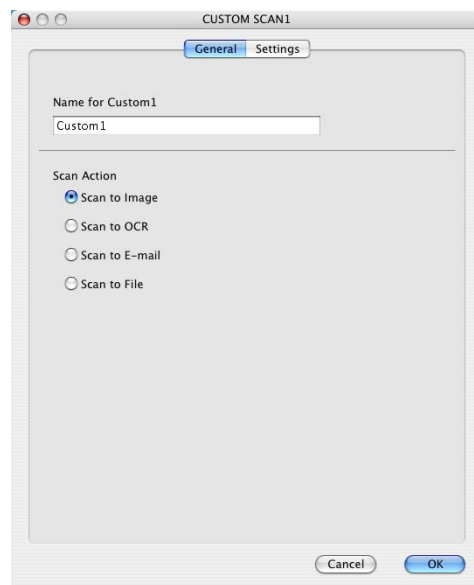 CUSTOM SCAN1
General Settings
Name for Custom1
Custom1
Scan Action
Scan to Image
Scan to OCR
Scan to E-mail
Scan to File
Cancel OK